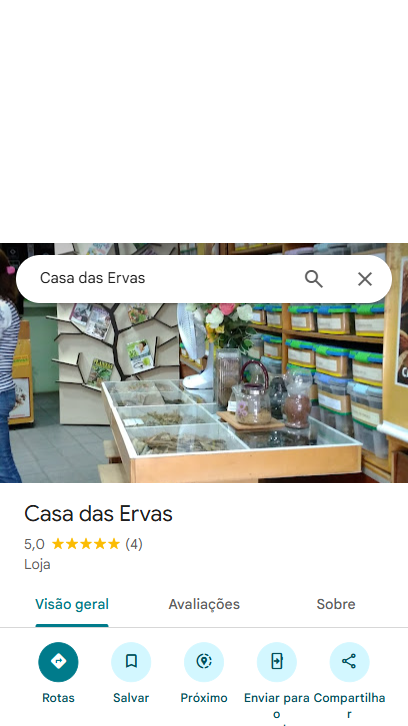 Casa das Ervas
Casa das Ervas
5,0 (4)
Loja
Visão geral
Avaliações
Sobre
Rotas
Salvar
Próximo
Enviar para o
Compartilhar